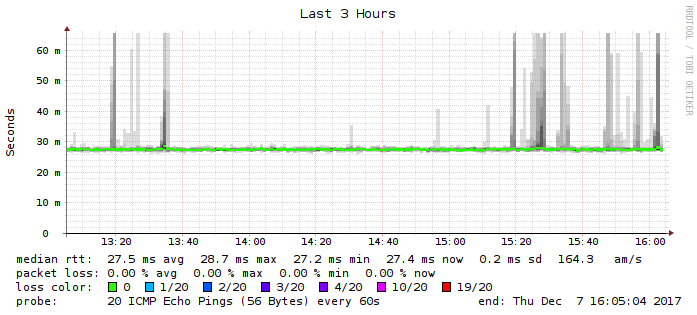 Last 3 Hours
RRDTOOL / TOBI OETIKER
Seconds
60 m
50 m
40 m
30 m
20 m
10 m
0
13:20 13:40 14:00 14:20 14:40 15:00 15:20 15:40 16:00
median rtt: 27.5 ms avg 28.7 ms max 27.2 ms min 27.4 ms now 0.2 ms sd 164.3 am/s
packet loss: 0.00 % avg 0.00 % max 0.00 % min 0.00 % now
loss color: 0 1/20 2/20 3/20 4/20 10/20 19/20
probe: 20 ICMP Echo Pings (56 Bytes) every 60s end: Thu Dec 7 16:05:04 2017